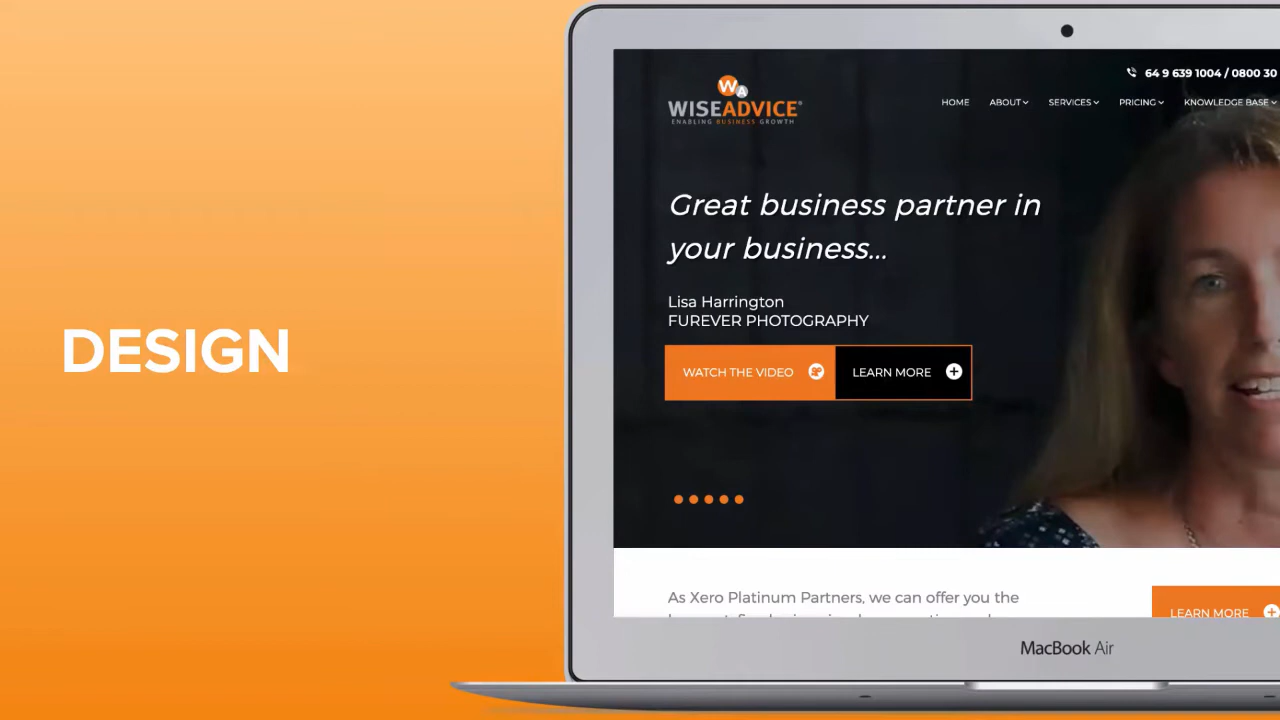 DESIGN
64 9 639 1004 / 0800 30
WA
WISEADVICE®
ENABLING BUSINESS GROWTH
HOME ABOUT SERVICES PRICING KNOWLEDGE BASE
Great business partner in
your business...
Lisa Harrington
FUREVER PHOTOGRAPHY
WATCH THE VIDEO LEARN MORE
As Xero Platinum Partners, we can offer you the
LEARN MORE
MacBook Air